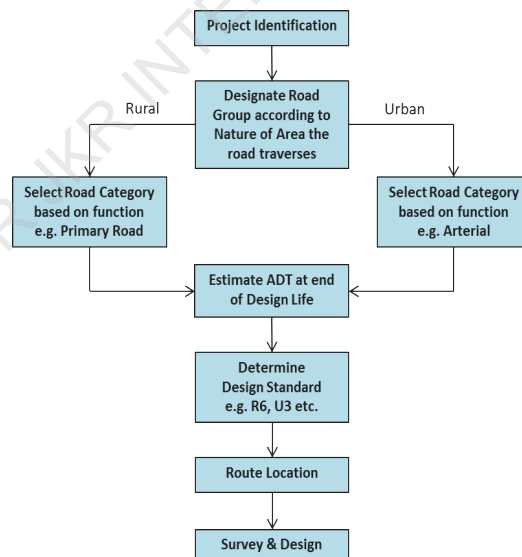 R JKR INTE
Project Identification
Designate Road
Group according to
Nature of Area the
road traverses
Rural
Urban
Select Road Category
based on function
e.g. Primary Road
Select Road Category
based on function
e.g. Arterial
Estimate ADT at end
of Design Life
Determine
Design Standard
e.g. R6, U3 etc.
Route Location
Survey & Design